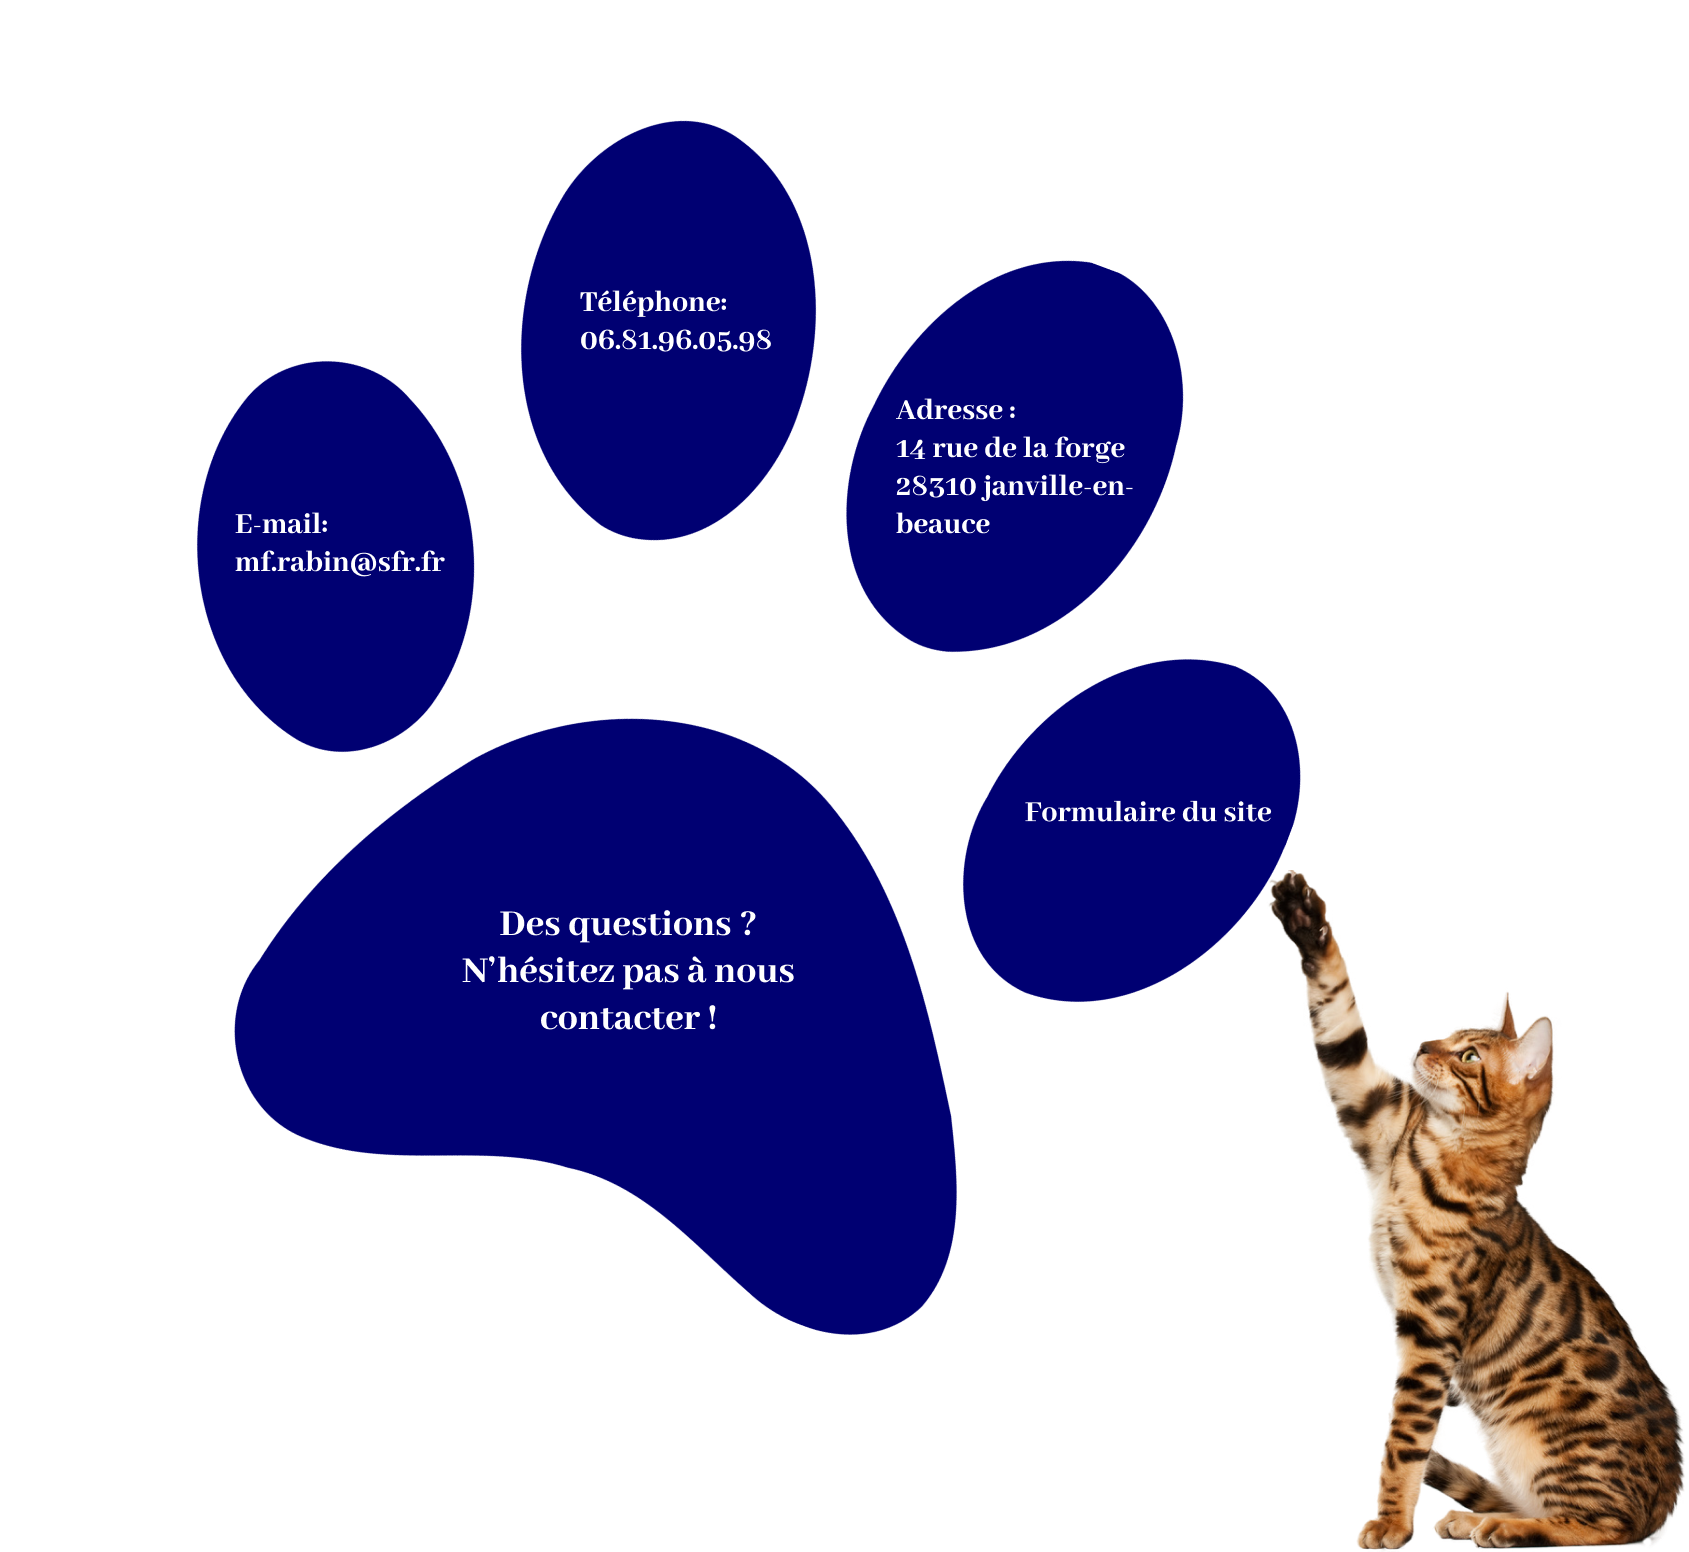 Téléphone:
06.81.96.05.98
Adresse :
14 rue de la forge
28310 janville-en-
beauce
E-mail:
mf.rabin@sfr.fr
Formulaire du site
Des questions ?
N'hésitez pas à nous
contacter !